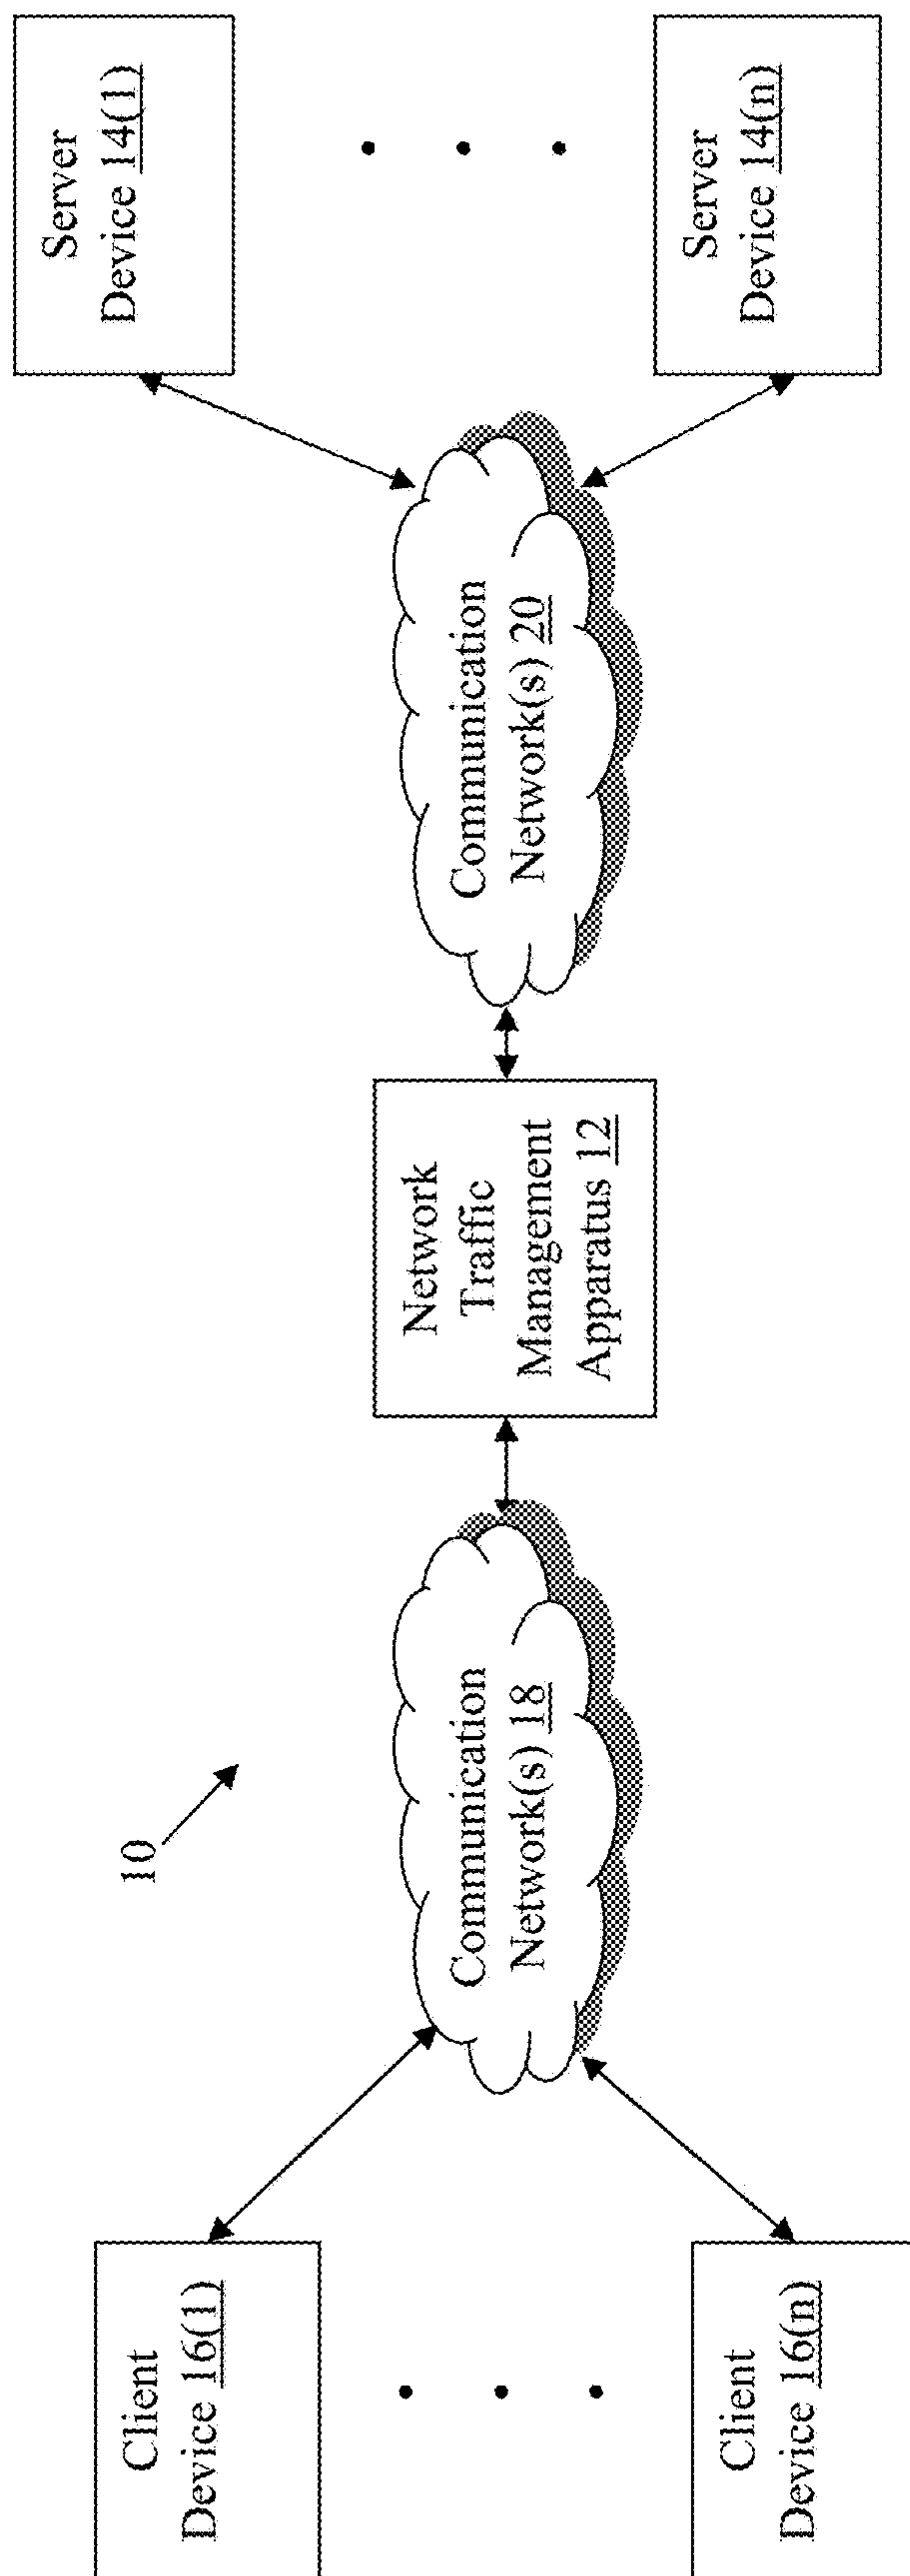 10
Client
Device 16(1)
Client
Device 16(n)
Communication
Network(s) 18
Network
Traffic
Management
Apparatus 12
Communication
Network(s) 20
Server
Device 14(1)
Server
Device 14(n)